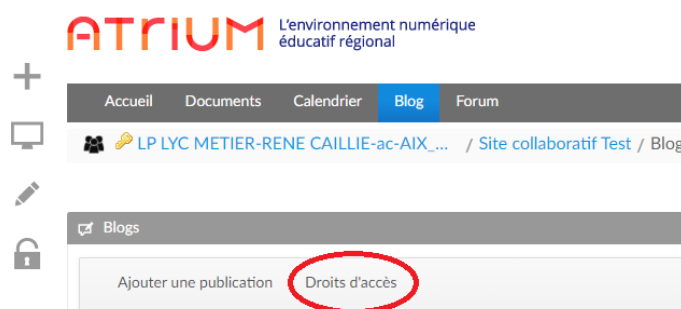 ATRIUM
L'environnement numérique
éducatif régional
Accueil Documents Calendrier Blog Forum
LP LYC METIER-RENE CAILLIE-ac-AIX_... / Site collaboratif Test / Blog
Blogs
Ajouter une publication Droits d'accès